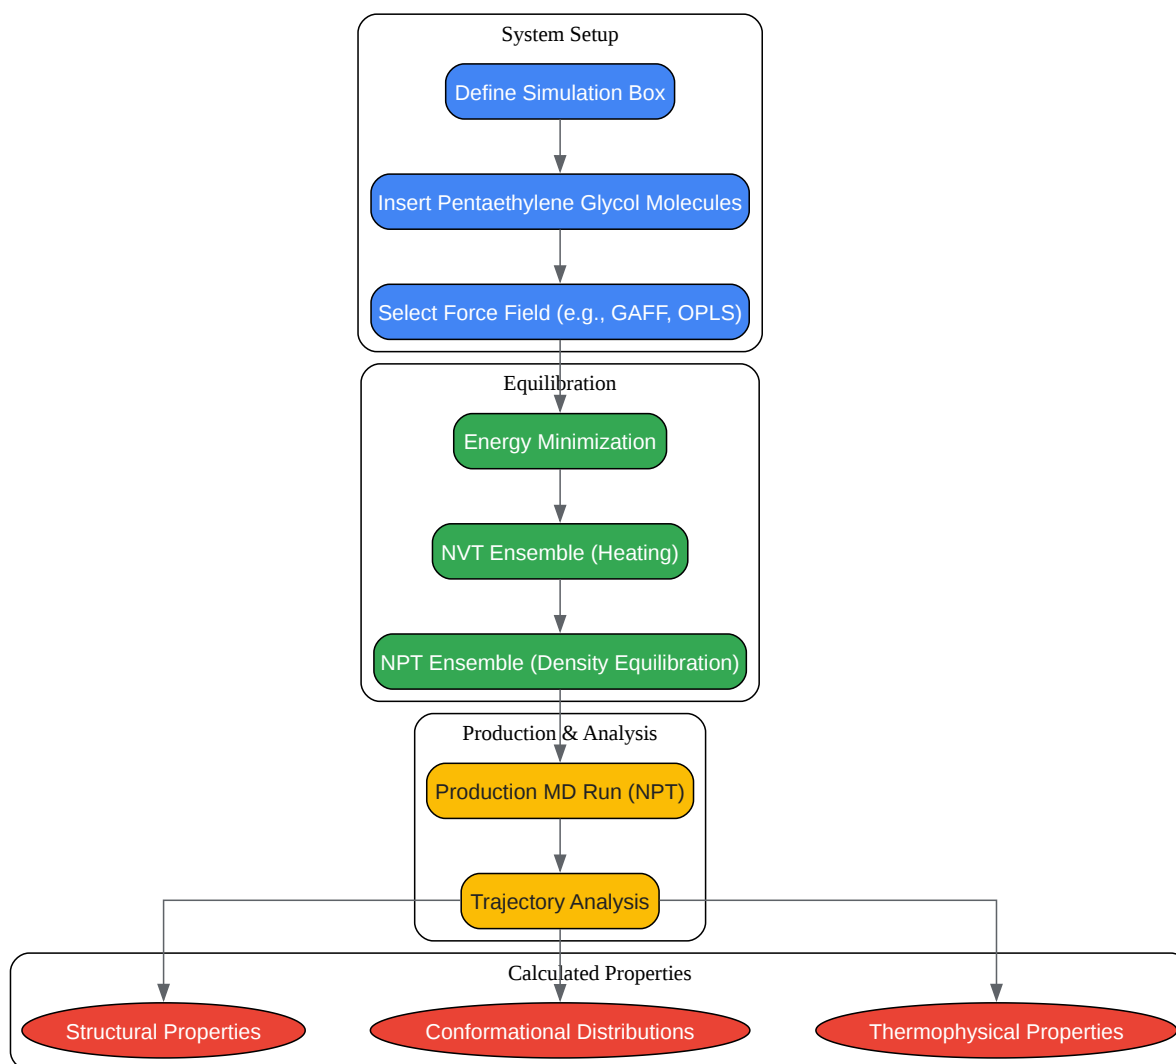 System Setup
Define Simulation Box
Insert Pentaethylene Glycol Molecules
Select Force Field (e.g., GAFF, OPLS)
Equilibration
Energy Minimization
NVT Ensemble (Heating)
NPT Ensemble (Density Equilibration)
Production & Analysis
Production MD Run (NPT)
Trajectory Analysis
Calculated Properties
Structural Properties
Conformational Distributions
Thermophysical Properties